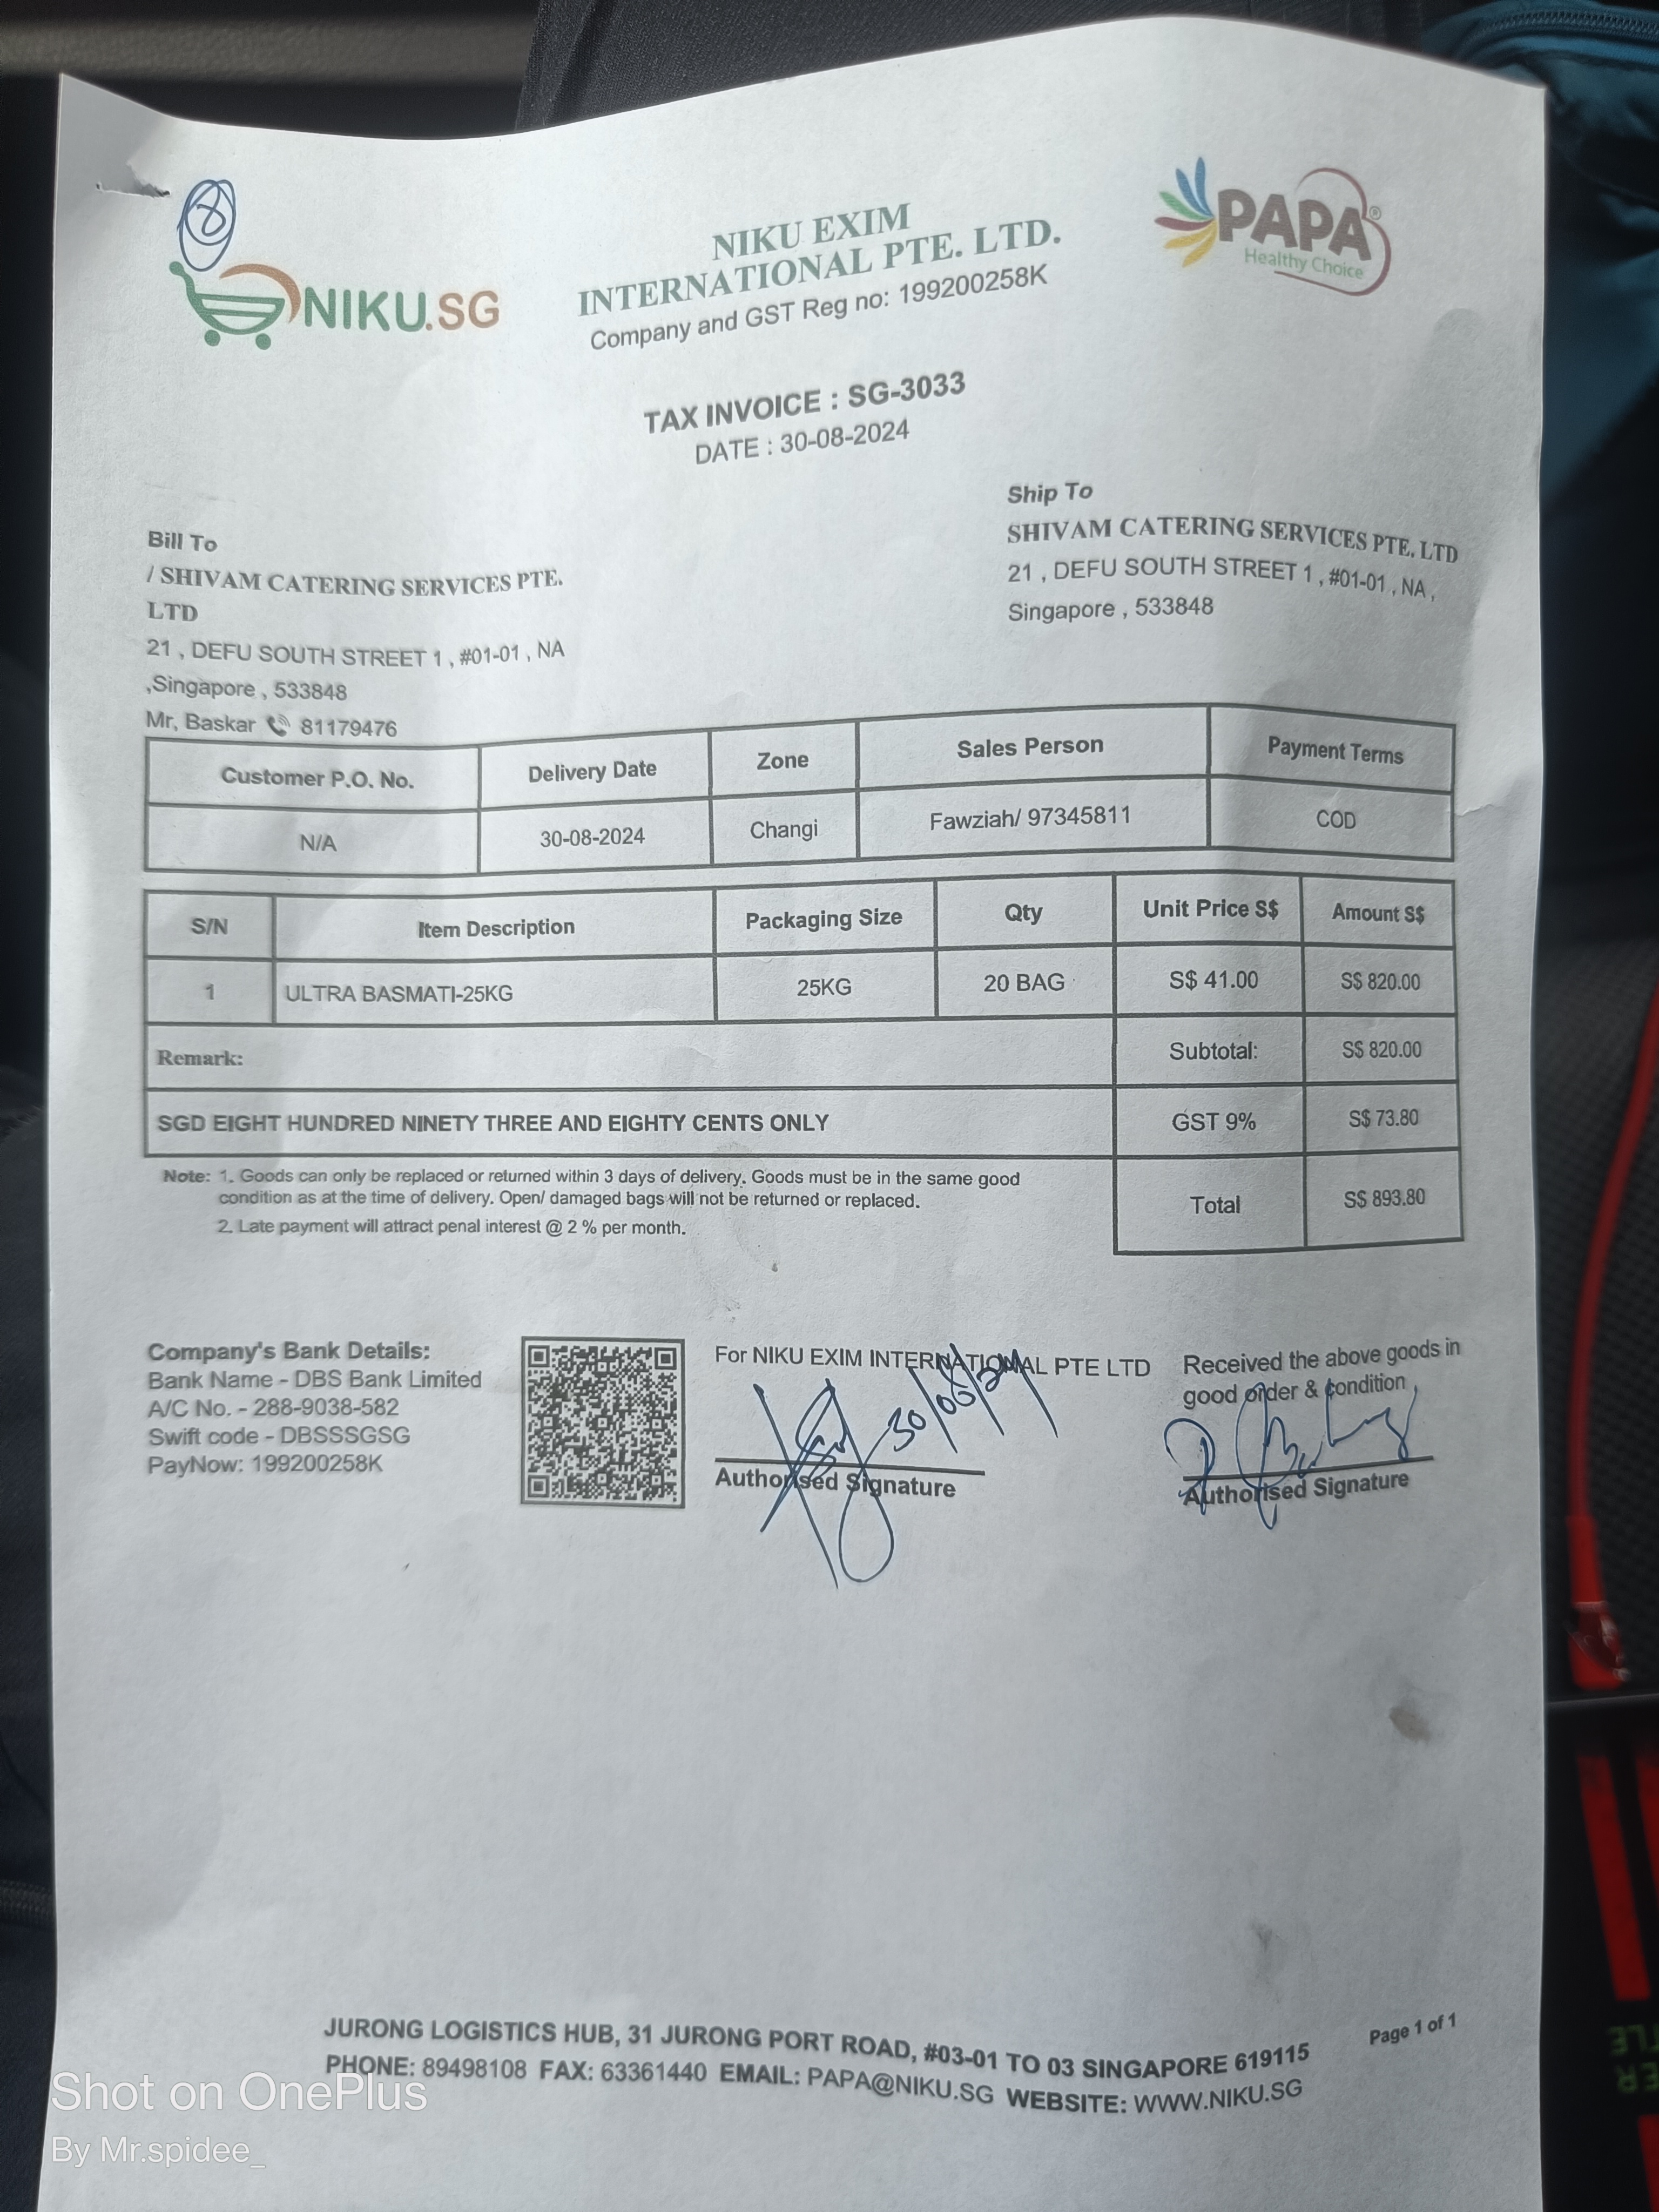 8
NIKU.SG
NIKU EXIM
INTERNATIONAL PTE. LTD.
Company and GST Reg no: 199200258K
PAPA®
Healthy Choice
TAX INVOICE : SG-3033
DATE : 30-08-2024
Bill To
/ SHIVAM CATERING SERVICES PTE.
LTD
21 , DEFU SOUTH STREET 1 , #01-01 , NA
,Singapore , 533848
Mr, Baskar 81179476
Ship To
SHIVAM CATERING SERVICES PTE. LTD
21 , DEFU SOUTH STREET 1 , #01-01 , NA ,
Singapore , 533848
Customer P.O. No. Delivery Date Zone Sales Person Payment Terms
N/A 30-08-2024 Changi Fawziah/ 97345811 COD
S/N Item Description Packaging Size Qty Unit Price S$ Amount S$
1 ULTRA BASMATI-25KG 25KG 20 BAG S$ 41.00 S$ 820.00
Remark: Subtotal: S$ 820.00
SGD EIGHT HUNDRED NINETY THREE AND EIGHTY CENTS ONLY GST 9% S$ 73.80
Total S$ 893.80
Note: 1. Goods can only be replaced or returned within 3 days of delivery. Goods must be in the same good
condition as at the time of delivery. Open/ damaged bags will not be returned or replaced.
2. Late payment will attract penal interest @ 2 % per month.
Company's Bank Details:
Bank Name - DBS Bank Limited
A/C No. - 288-9038-582
Swift code - DBSSSGSG
PayNow: 199200258K
For NIKU EXIM INTERNATIONAL PTE LTD
30/08/24
Authorised Signature
Received the above goods in
good order & condition
Authorised Signature
JURONG LOGISTICS HUB, 31 JURONG PORT ROAD, #03-01 TO 03 SINGAPORE 619115
PHONE: 89498108 FAX: 63361440 EMAIL: PAPA@NIKU.SG WEBSITE: WWW.NIKU.SG
Page 1 of 1
Shot on OnePlus
By Mr.spidee_